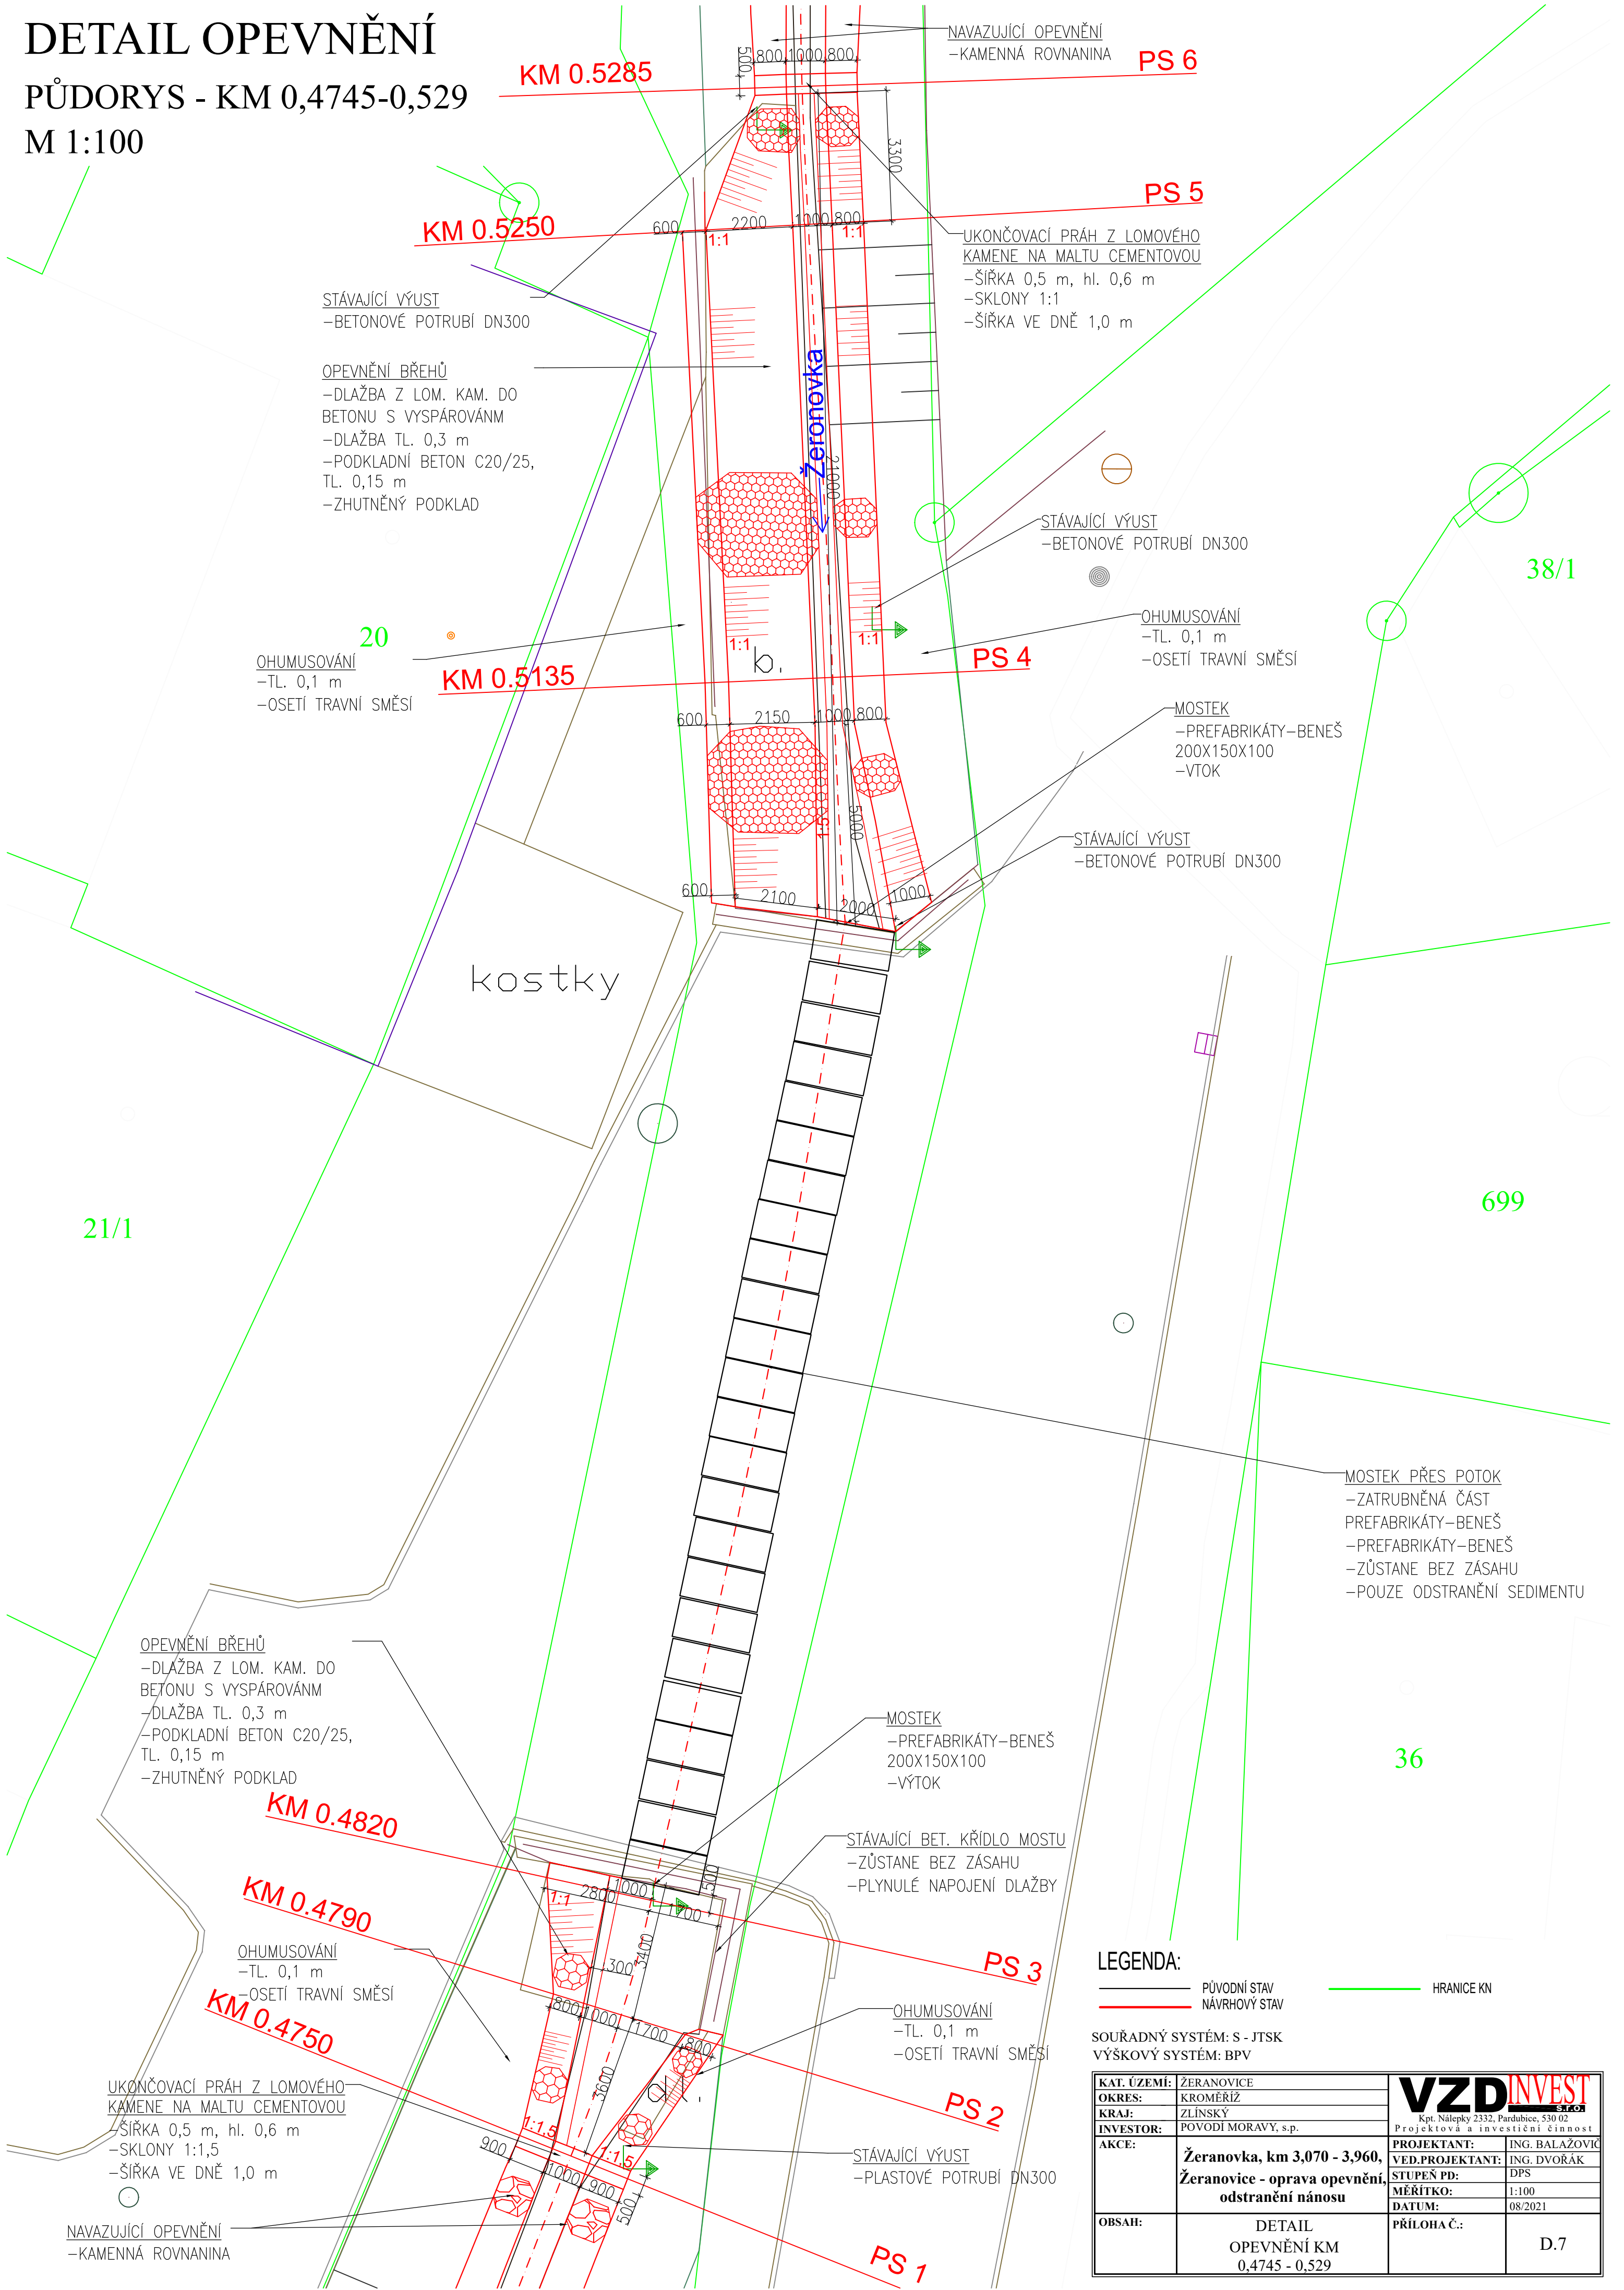 DETAIL OPEVNĚNÍ
PŮDORYS - KM 0,4745-0,529
M 1:100
NAVAZUJÍCÍ OPEVNĚNÍ
-KAMENNÁ ROVNANINA
500
800
1000
800
KM 0.5285
PS 6
3300
PS 5
KM 0.5250
600
2200
1000
800
1:1
1:1
UKONČOVACÍ PRÁH Z LOMOVÉHO
KAMENE NA MALTU CEMENTOVOU
-ŠÍŘKA 0,5 m, hl. 0,6 m
-SKLONY 1:1
-ŠÍŘKA VE DNĚ 1,0 m
STÁVAJÍCÍ VÝUST
-BETONOVÉ POTRUBÍ DN300
OPEVNĚNÍ BŘEHŮ
-DLAŽBA Z LOM. KAM. DO
BETONU S VYSPÁROVÁNM
-DLAŽBA TL. 0,3 m
-PODKLADNÍ BETON C20/25,
TL. 0,15 m
-ZHUTNĚNÝ PODKLAD
Žeronovka
21000
STÁVAJÍCÍ VÝUST
-BETONOVÉ POTRUBÍ DN300
38/1
20
OHUMUSOVÁNÍ
-TL. 0,1 m
-OSETÍ TRAVNÍ SMĚSÍ
OHUMUSOVÁNÍ
-TL. 0,1 m
-OSETÍ TRAVNÍ SMĚSÍ
1:1
1:1
b.
PS 4
KM 0.5135
600
2150
1000
800
MOSTEK
-PREFABRIKÁTY-BENEŠ
200X150X100
-VTOK
1:5
5000
STÁVAJÍCÍ VÝUST
-BETONOVÉ POTRUBÍ DN300
600
2100
2000
1000
kostky
21/1
699
MOSTEK PŘES POTOK
-ZATRUBNĚNÁ ČÁST
PREFABRIKÁTY-BENEŠ
-PREFABRIKÁTY-BENEŠ
-ZŮSTANE BEZ ZÁSAHU
-POUZE ODSTRANĚNÍ SEDIMENTU
OPEVNĚNÍ BŘEHŮ
-DLAŽBA Z LOM. KAM. DO
BETONU S VYSPÁROVÁNM
-DLAŽBA TL. 0,3 m
-PODKLADNÍ BETON C20/25,
TL. 0,15 m
-ZHUTNĚNÝ PODKLAD
MOSTEK
-PREFABRIKÁTY-BENEŠ
200X150X100
-VÝTOK
36
KM 0.4820
STÁVAJÍCÍ BET. KŘÍDLO MOSTU
-ZŮSTANE BEZ ZÁSAHU
-PLYNULÉ NAPOJENÍ DLAŽBY
1:1
2800
1000
1700
500
KM 0.4790
PS 3
300
3400
OHUMUSOVÁNÍ
-TL. 0,1 m
-OSETÍ TRAVNÍ SMĚSÍ
KM 0.4750
800
1000
1700
800
OHUMUSOVÁNÍ
-TL. 0,1 m
-OSETÍ TRAVNÍ SMĚSÍ
3600
PS 2
UKONČOVACÍ PRÁH Z LOMOVÉHO
KAMENE NA MALTU CEMENTOVOU
-ŠÍŘKA 0,5 m, hl. 0,6 m
-SKLONY 1:1,5
-ŠÍŘKA VE DNĚ 1,0 m
1:1,5
1:1,5
900
1000
900
500
STÁVAJÍCÍ VÝUST
-PLASTOVÉ POTRUBÍ DN300
NAVAZUJÍCÍ OPEVNĚNÍ
-KAMENNÁ ROVNANINA
PS 1
LEGENDA:
PŮVODNÍ STAV
NÁVRHOVÝ STAV
HRANICE KN
SOUŘADNÝ SYSTÉM: S - JTSK
VÝŠKOVÝ SYSTÉM: BPV
KAT. ÚZEMÍ: ŽERANOVICE
OKRES: KROMĚŘÍŽ
KRAJ: ZLÍNSKÝ
INVESTOR: POVODÍ MORAVY, s.p.
VZD INVEST s.r.o.
Kpt. Nálepky 2332, Pardubice, 530 02
Projektová a investiční činnost
AKCE:
Žeranovka, km 3,070 - 3,960,
Žeranovice - oprava opevnění,
odstranění nánosu
PROJEKTANT: ING. BALAŽOVIČ
VED.PROJEKTANT: ING. DVOŘÁK
STUPEŇ PD: DPS
MĚŘÍTKO: 1:100
DATUM: 08/2021
OBSAH:
DETAIL
OPEVNĚNÍ KM
0,4745 - 0,529
PŘÍLOHA Č.:
D.7